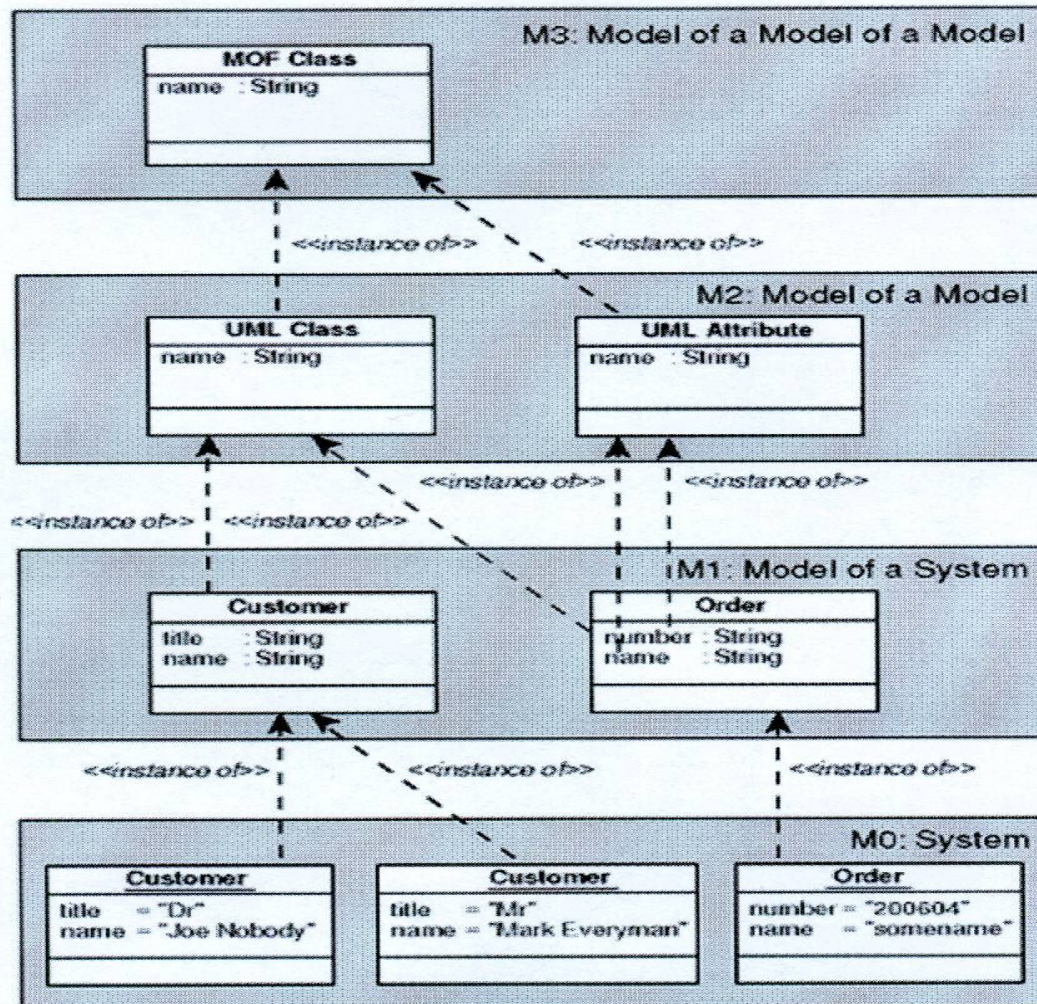 M3: Model of a Model of a Model
MOF Class
name : String
<<instance of>>
<<instance of>>
M2: Model of a Model
UML Class
name : String
UML Attribute
name : String
<<instance of>>
<<instance of>>
<<instance of>>
<<instance of>>
M1: Model of a System
Customer
title : String
name : String
Order
number : String
name : String
<<instance of>>
<<instance of>>
<<instance of>>
M0: System
Customer
title = "Dr"
name = "Joe Nobody"
Customer
title = "Mr"
name = "Mark Everyman"
Order
number = "200604"
name = "somename"